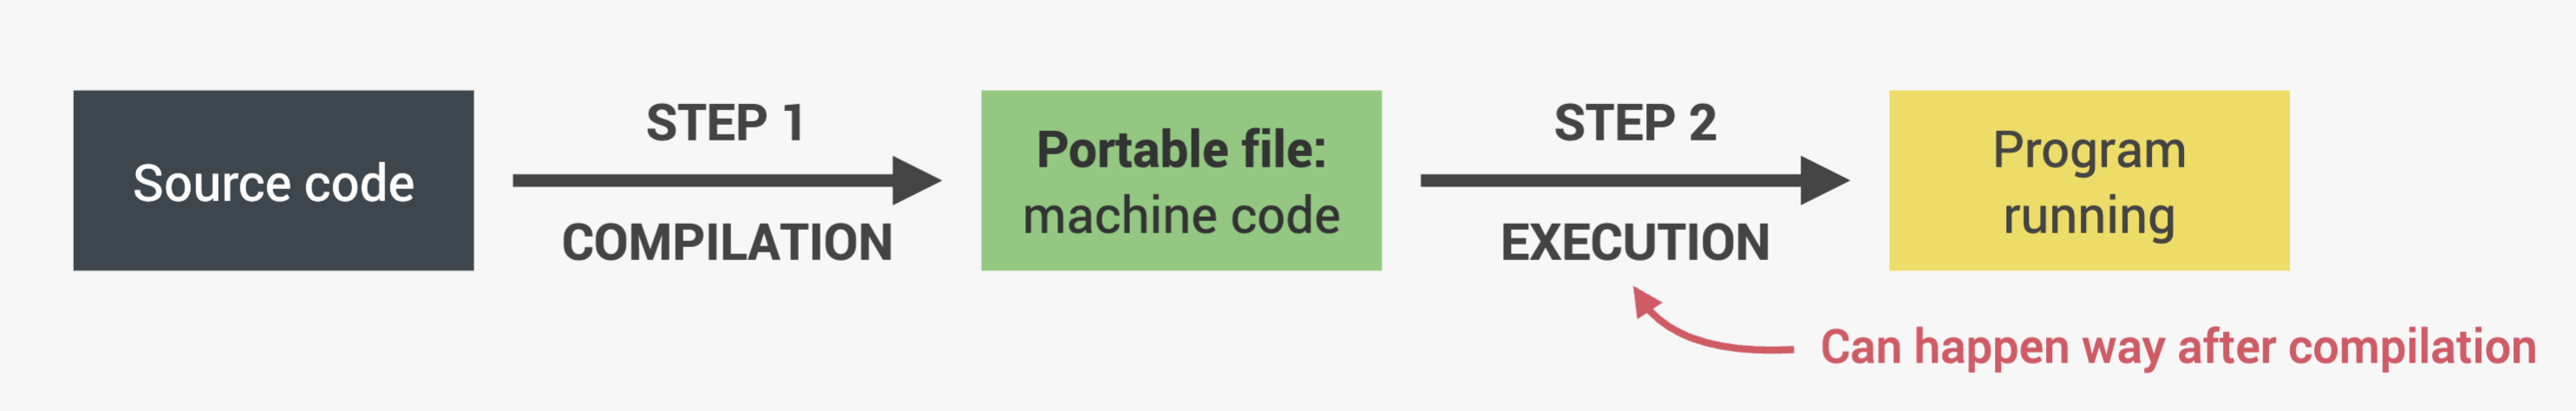 Source code
STEP 1
COMPILATION
Portable file:
machine code
STEP 2
EXECUTION
Program
running
Can happen way after compilation